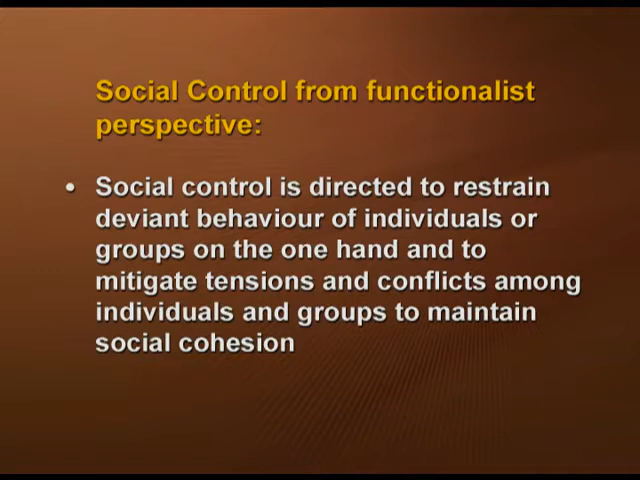 Social Control from functionalist
perspective:
• Social control is directed to restrain
deviant behaviour of individuals or
groups on the one hand and to
mitigate tensions and conflicts among
individuals and groups to maintain
social cohesion